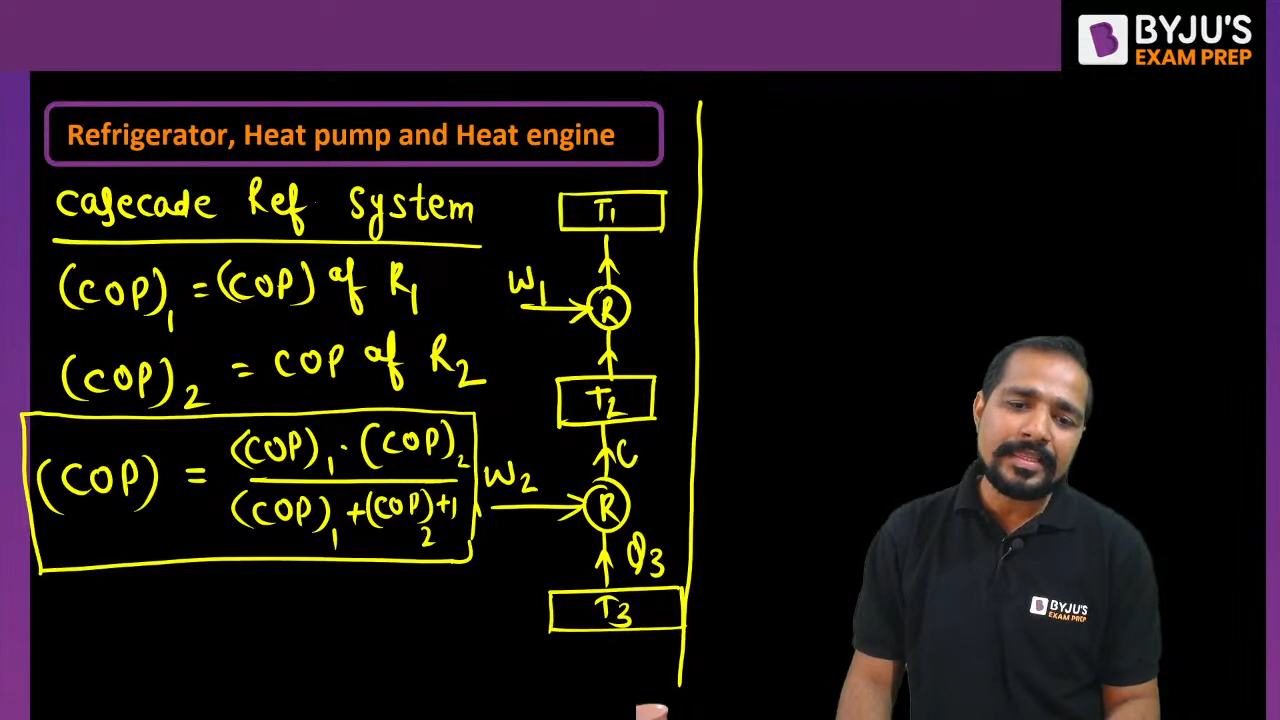 BYJU'S
EXAM PREP
Refrigerator, Heat pump and Heat engine
Casecade Ref System
(COP)₁ = (COP) of R₁
(COP)₂ = COP of R₂
(COP) = (COP)₁ · (COP)₂ / (COP)₁ + (COP)₂ + 1
T₁
W₁
R
T₂
W₂
R
Q₃
T₃
BYJU'S
EXAM PREP